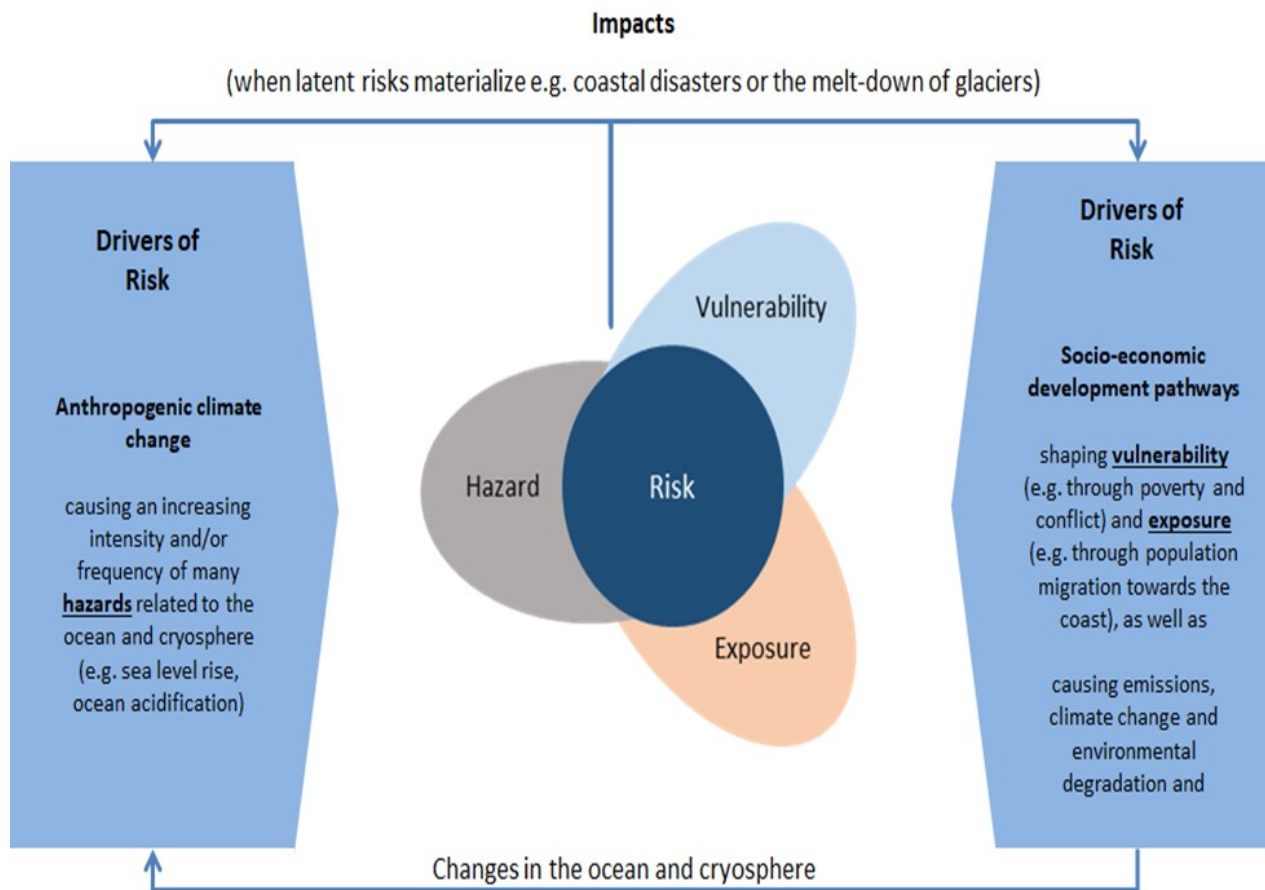 Impacts
(when latent risks materialize e.g. coastal disasters or the melt-down of glaciers)
Drivers of
Risk
Anthropogenic climate
change
causing an increasing
intensity and/or
frequency of many
hazards related to the
ocean and cryosphere
(e.g. sea level rise,
ocean acidification)
Vulnerability
Hazard
Risk
Exposure
Drivers of
Risk
Socio-economic
development pathways
shaping vulnerability
(e.g. through poverty and
conflict) and exposure
(e.g. through population
migration towards the
coast), as well as
causing emissions,
climate change and
environmental
degradation and
Changes in the ocean and cryosphere